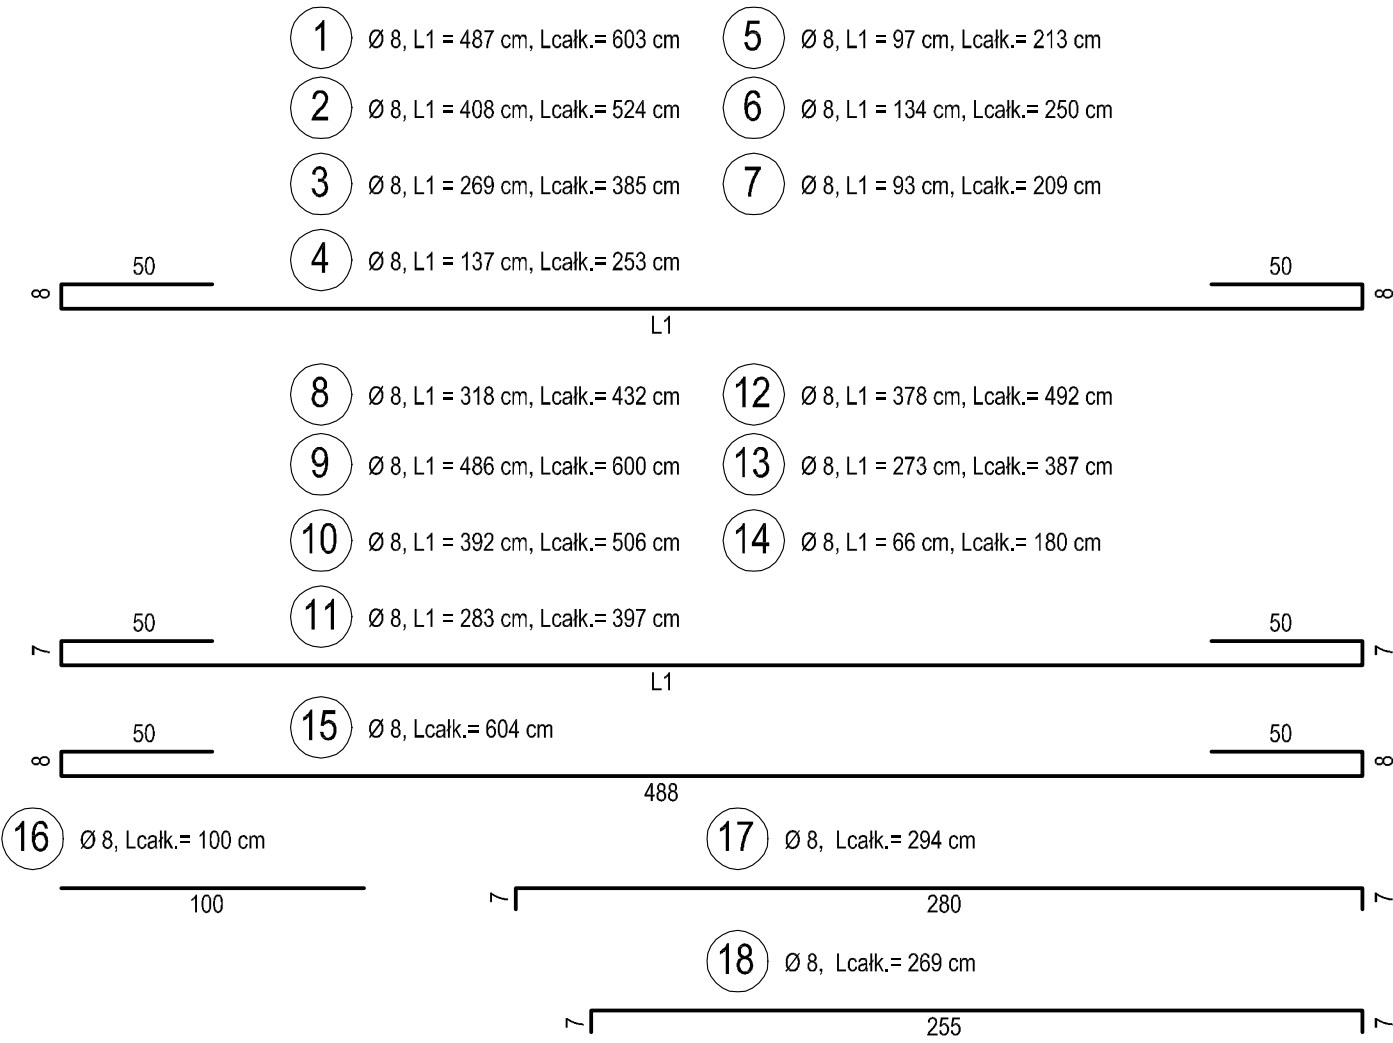 1 Ø 8, L1 = 487 cm, Lcałk.= 603 cm
5 Ø 8, L1 = 97 cm, Lcałk.= 213 cm
2 Ø 8, L1 = 408 cm, Lcałk.= 524 cm
6 Ø 8, L1 = 134 cm, Lcałk.= 250 cm
3 Ø 8, L1 = 269 cm, Lcałk.= 385 cm
7 Ø 8, L1 = 93 cm, Lcałk.= 209 cm
4 Ø 8, L1 = 137 cm, Lcałk.= 253 cm
50
50
8
8
L1
8 Ø 8, L1 = 318 cm, Lcałk.= 432 cm
12 Ø 8, L1 = 378 cm, Lcałk.= 492 cm
9 Ø 8, L1 = 486 cm, Lcałk.= 600 cm
13 Ø 8, L1 = 273 cm, Lcałk.= 387 cm
10 Ø 8, L1 = 392 cm, Lcałk.= 506 cm
14 Ø 8, L1 = 66 cm, Lcałk.= 180 cm
11 Ø 8, L1 = 283 cm, Lcałk.= 397 cm
50
50
7
7
L1
15 Ø 8, Lcałk.= 604 cm
50
50
8
8
488
16 Ø 8, Lcałk.= 100 cm
17 Ø 8, Lcałk.= 294 cm
100
7
280
7
18 Ø 8, Lcałk.= 269 cm
7
255
7